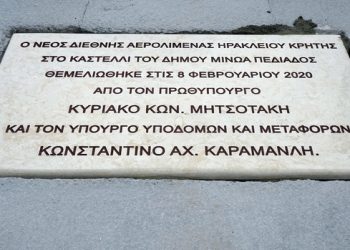 Ο ΝΕΟΣ ΔΙΕΘΝΗΣ ΑΕΡΟΛΙΜΕΝΑΣ ΗΡΑΚΛΕΙΟΥ ΚΡΗΤΗΣ
ΣΤΟ ΚΑΣΤΕΛΛΙ ΤΟΥ ΔΗΜΟΥ ΜΙΝΩΑ ΠΕΔΙΑΔΟΣ
ΘΕΜΕΛΙΩΘΗΚΕ ΣΤΙΣ 8 ΦΕΒΡΟΥΑΡΙΟΥ 2020
ΑΠΟ ΤΟΝ ΠΡΩΘΥΠΟΥΡΓΟ
ΚΥΡΙΑΚΟ ΚΩΝ. ΜΗΤΣΟΤΑΚΗ
ΚΑΙ ΤΟΝ ΥΠΟΥΡΓΟ ΥΠΟΔΟΜΩΝ ΚΑΙ ΜΕΤΑΦΟΡΩΝ
ΚΩΝΣΤΑΝΤΙΝΟ ΑΧ. ΚΑΡΑΜΑΝΛΗ.